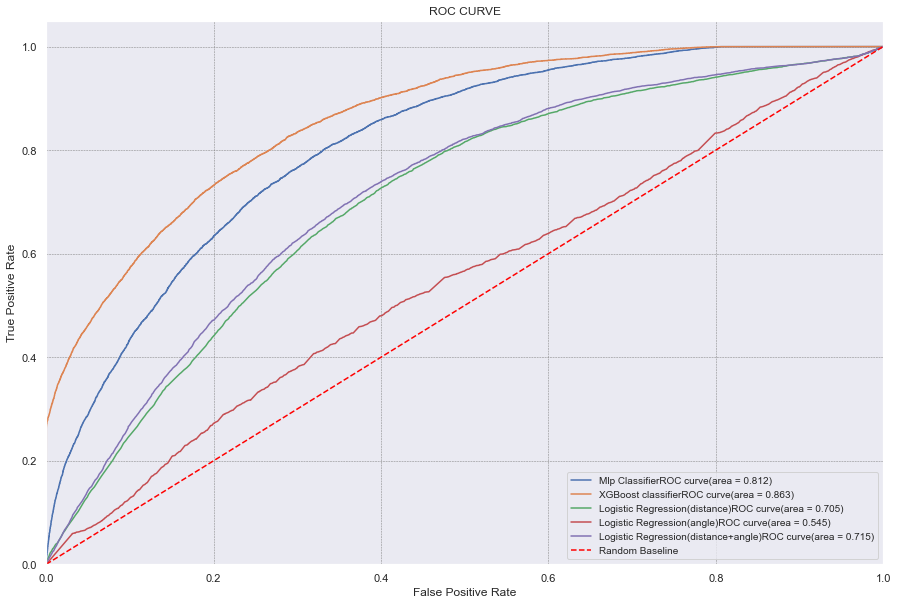 ROC CURVE
1.0
0.8
0.6
0.4
0.2
0.0
True Positive Rate
0.0 0.2 0.4 0.6 0.8 1.0
False Positive Rate
Mlp ClassifierROC curve(area = 0.812)
XGBoost classifierROC curve(area = 0.863)
Logistic Regression(distance)ROC curve(area = 0.705)
Logistic Regression(angle)ROC curve(area = 0.545)
Logistic Regression(distance+angle)ROC curve(area = 0.715)
Random Baseline